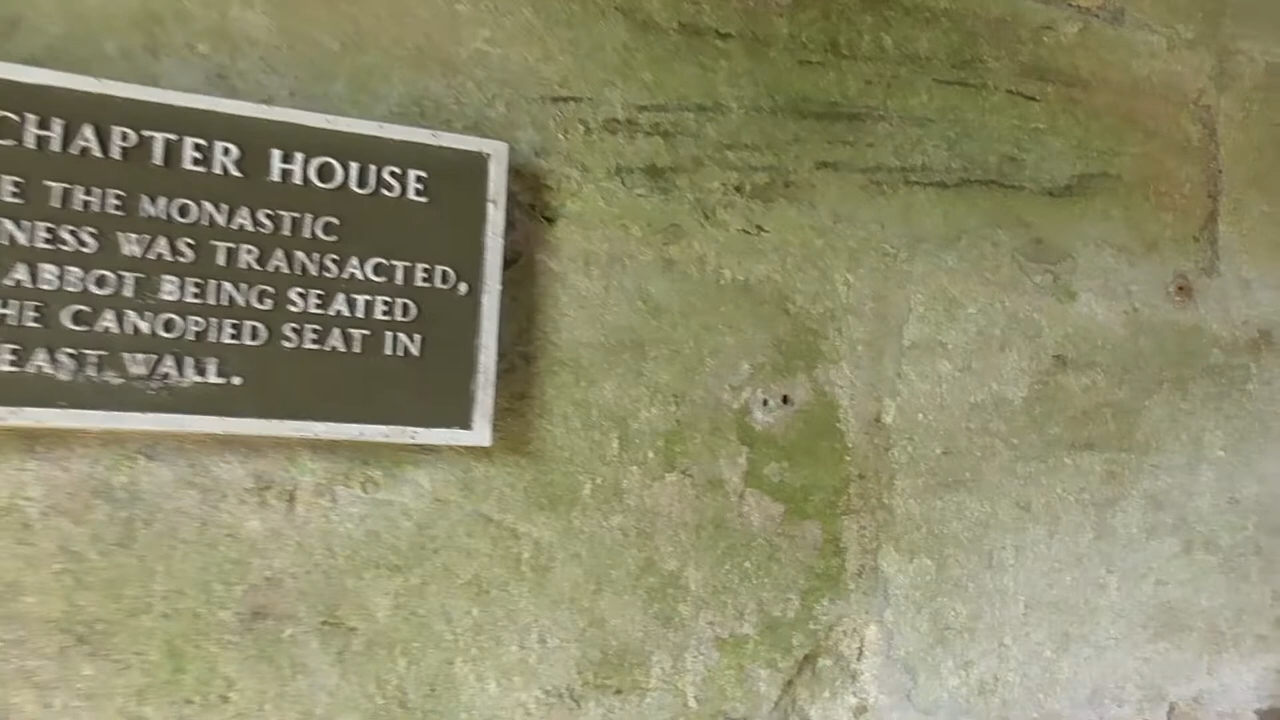 CHAPTER HOUSE
E THE MONASTIC
NESS WAS TRANSACTED,
ABBOT BEING SEATED
HE CANOPIED SEAT IN
EAST WALL.